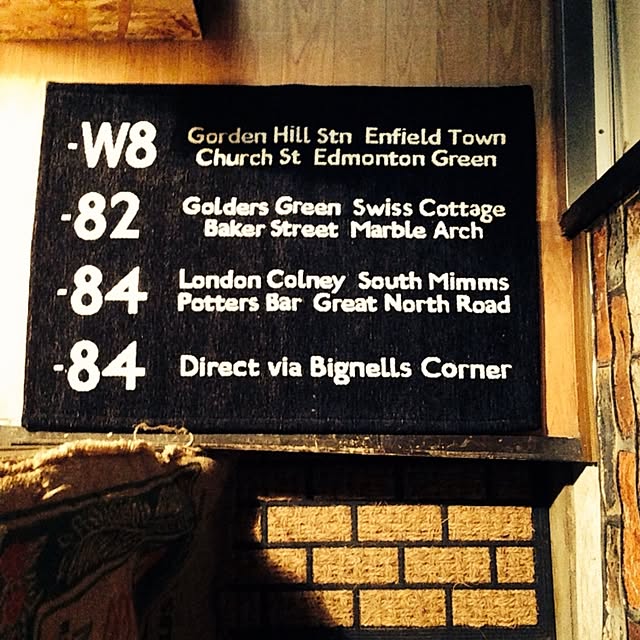 -W8 Gorden Hill Stn Enfield Town
Church St Edmonton Green
-82 Golders Green Swiss Cottage
Baker Street Marble Arch
-84 London Colney South Mimms
Potters Bar Great North Road
-84 Direct via Bignells Corner